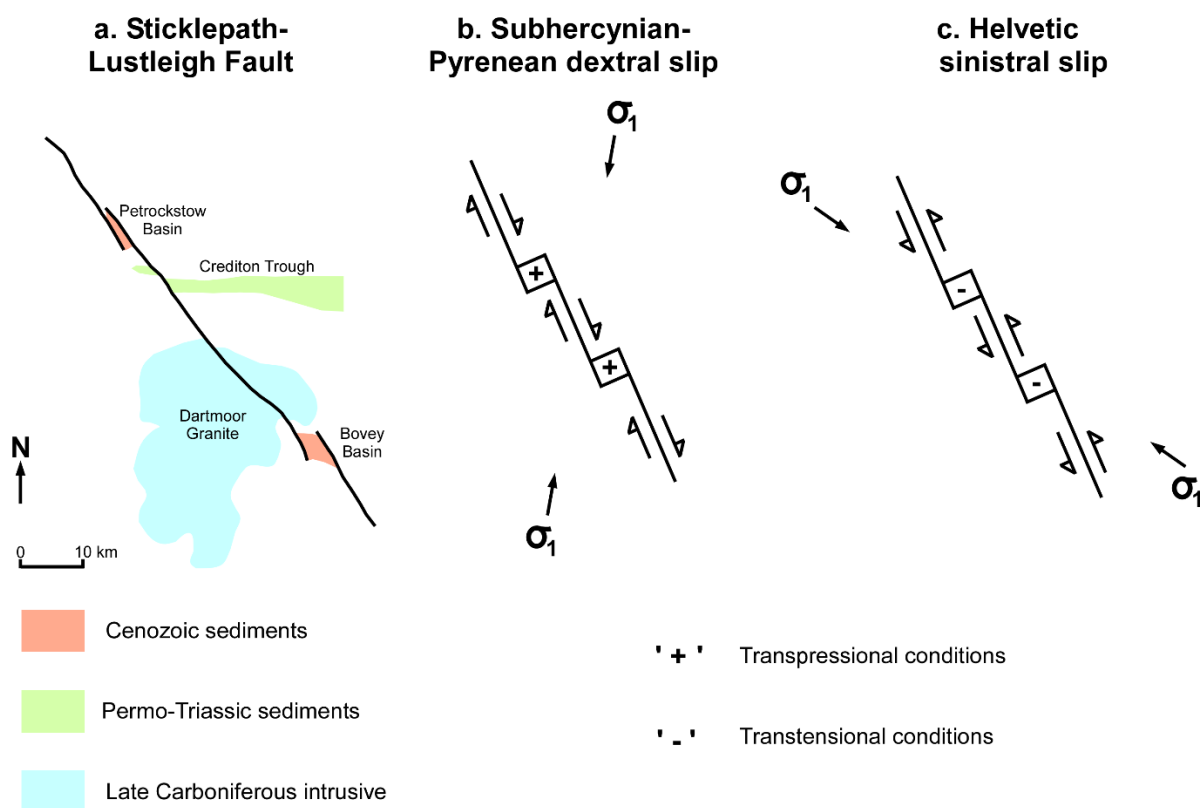 a. Sticklepath-
Lustleigh Fault
b. Subhercynian-
Pyrenean dextral slip
c. Helvetic
sinistral slip
Petrockstow
Basin
Crediton Trough
Dartmoor
Granite
Bovey
Basin
N
0 10 km
σ1
+
+
σ1
σ1
-
-
σ1
Cenozoic sediments
Permo-Triassic sediments
Late Carboniferous intrusive
' + ' Transpressional conditions
' - ' Transtensional conditions